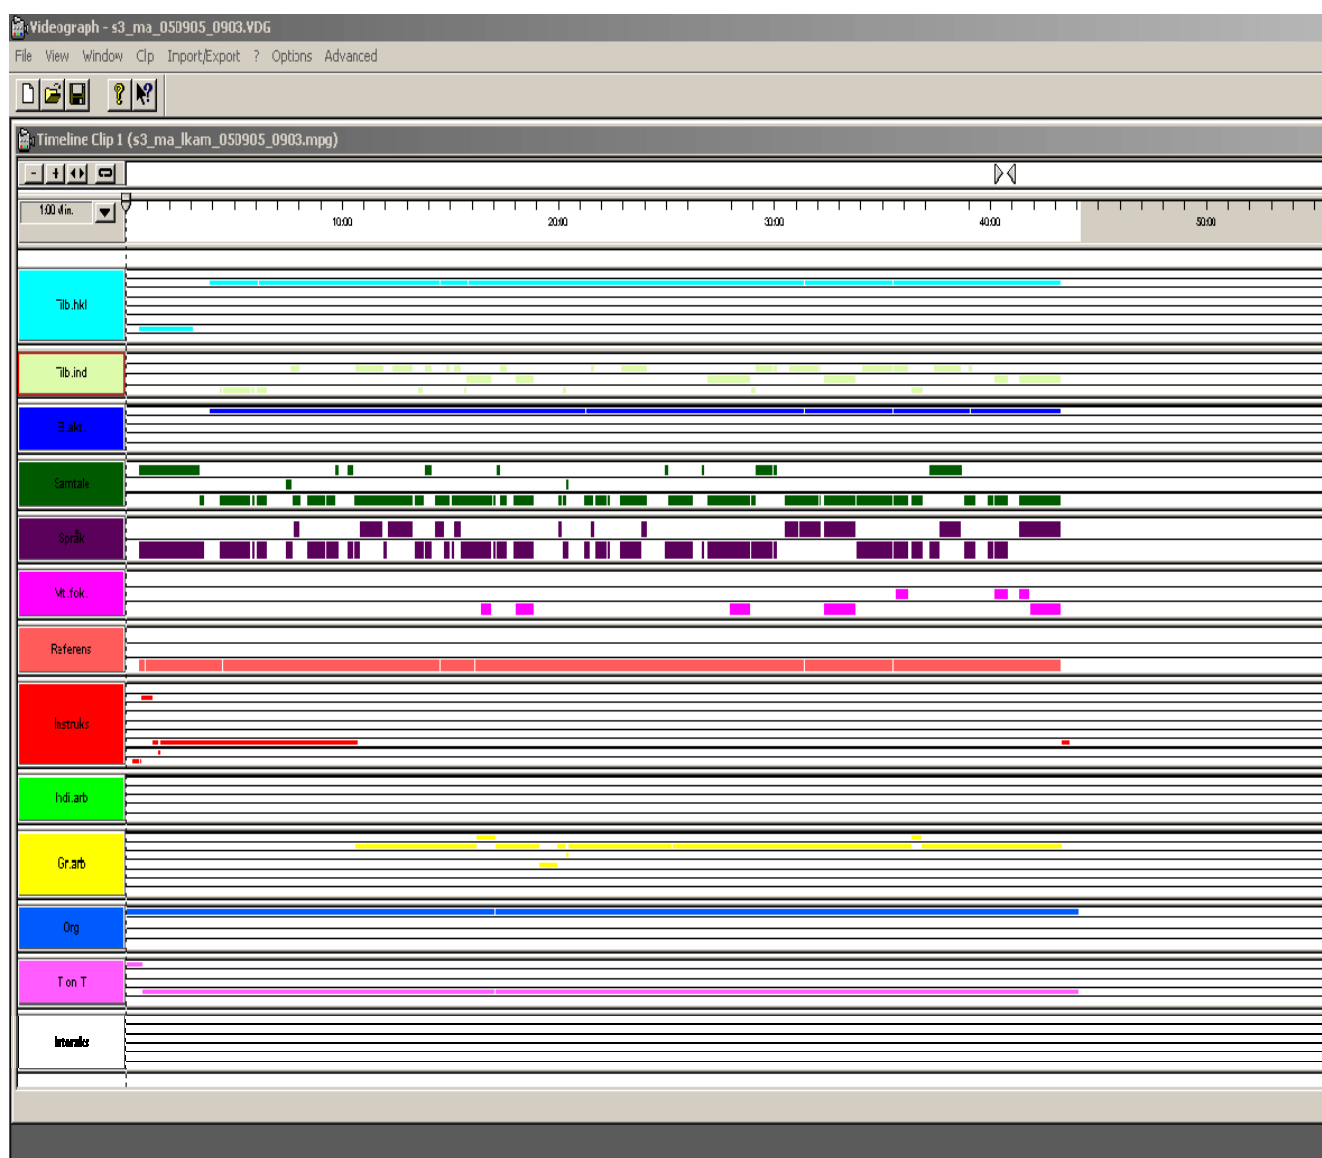 Videograph - s3_ma_050905_0903.VDG
File View Window Clip Import/Export ? Options Advanced
Timeline Clip 1 (s3_ma_lkam_050905_0903.mpg)
- +
1:00 Min.
10:00 20:00 30:00 40:00 50:00
Tilb.hkl
Tilb.ind
Samtale
Språk
Mt.fok.
Referens
Instruks
Indi.arb
Gr.arb
Org
T on T
Interaks